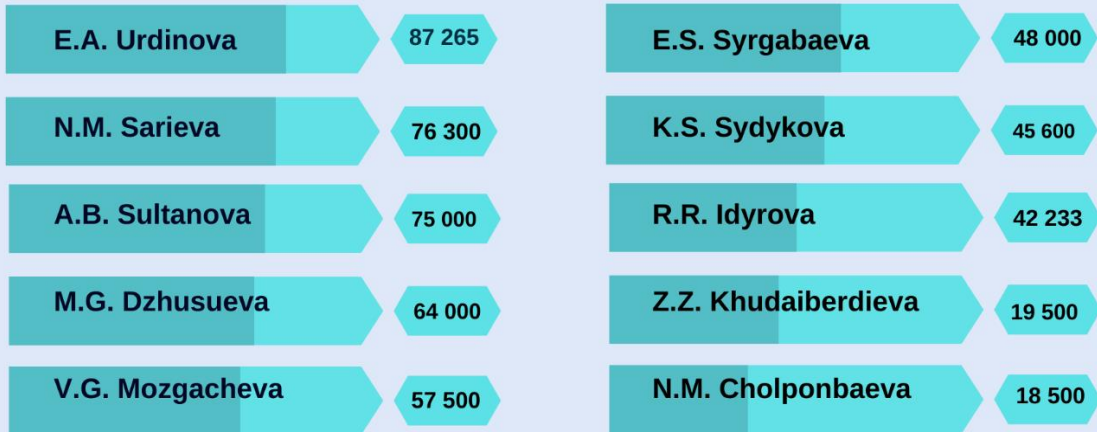 E.A. Urdinova 87 265
N.M. Sarieva 76 300
A.B. Sultanova 75 000
M.G. Dzhusueva 64 000
V.G. Mozgacheva 57 500
E.S. Syrgabaeva 48 000
K.S. Sydykova 45 600
R.R. Idyrova 42 233
Z.Z. Khudaiberdieva 19 500
N.M. Cholponbaeva 18 500